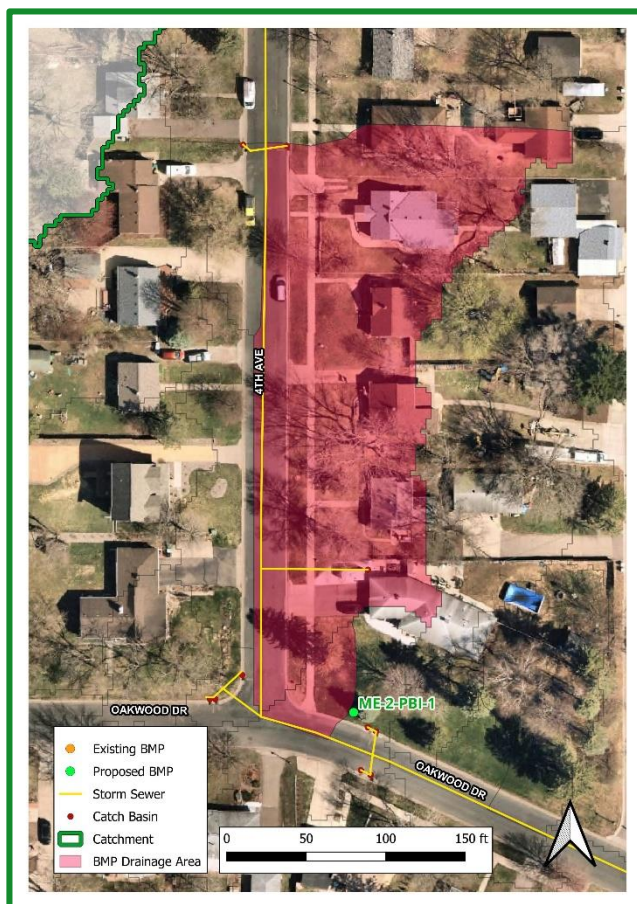 4TH AVE
ME-2-PBI-1
OAKWOOD DR
OAKWOOD DR
Existing BMP
Proposed BMP
Storm Sewer
Catch Basin
Catchment
BMP Drainage Area
0 50 100 150 ft